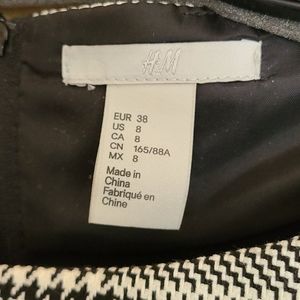 H&M
EUR 38
US 8
CA 8
CN 165/88A
MX 8
Made in
China
Fabriqué en
Chine